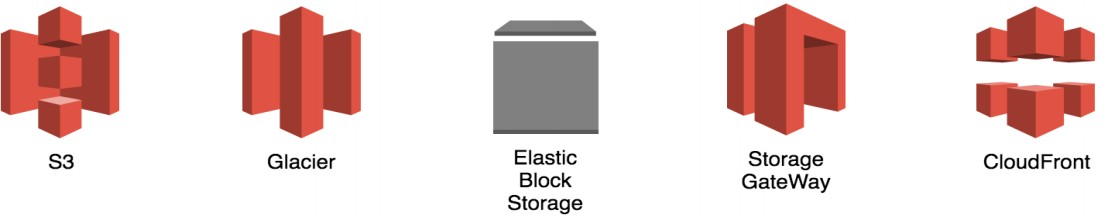 S3
Glacier
Elastic
Block
Storage
Storage
GateWay
CloudFront